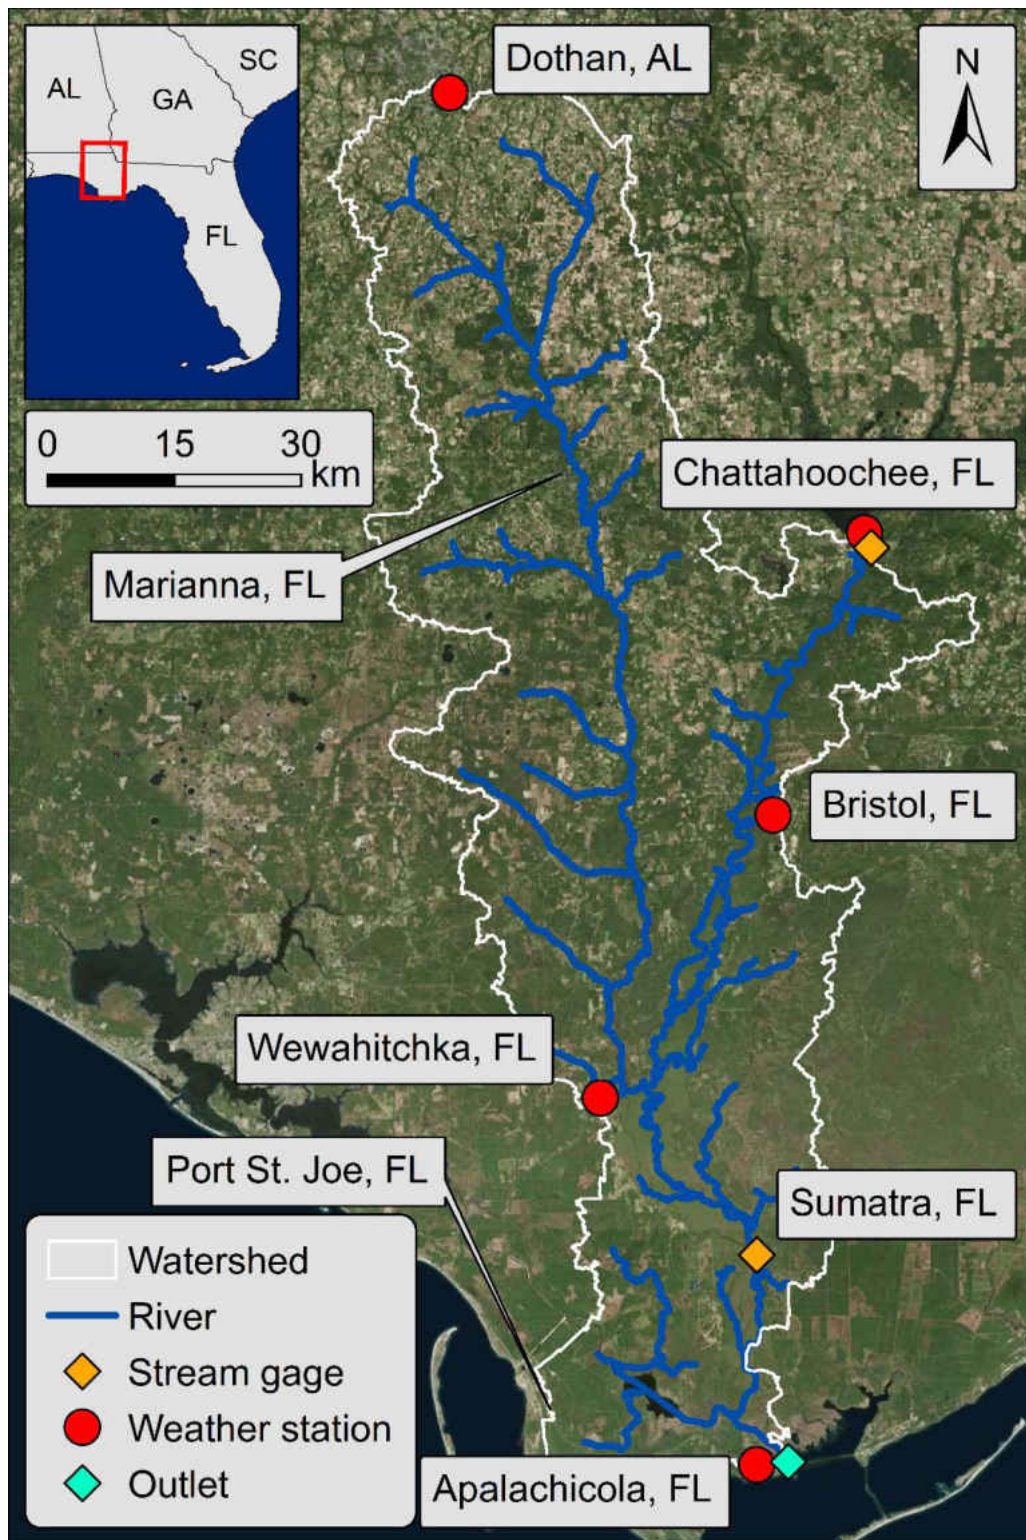 Dothan, AL
N
AL
GA
SC
FL
0 15 30
km
Chattahoochee, FL
Marianna, FL
Bristol, FL
Wewahitchka, FL
Port St. Joe, FL
Sumatra, FL
Watershed
River
Stream gage
Weather station
Outlet
Apalachicola, FL